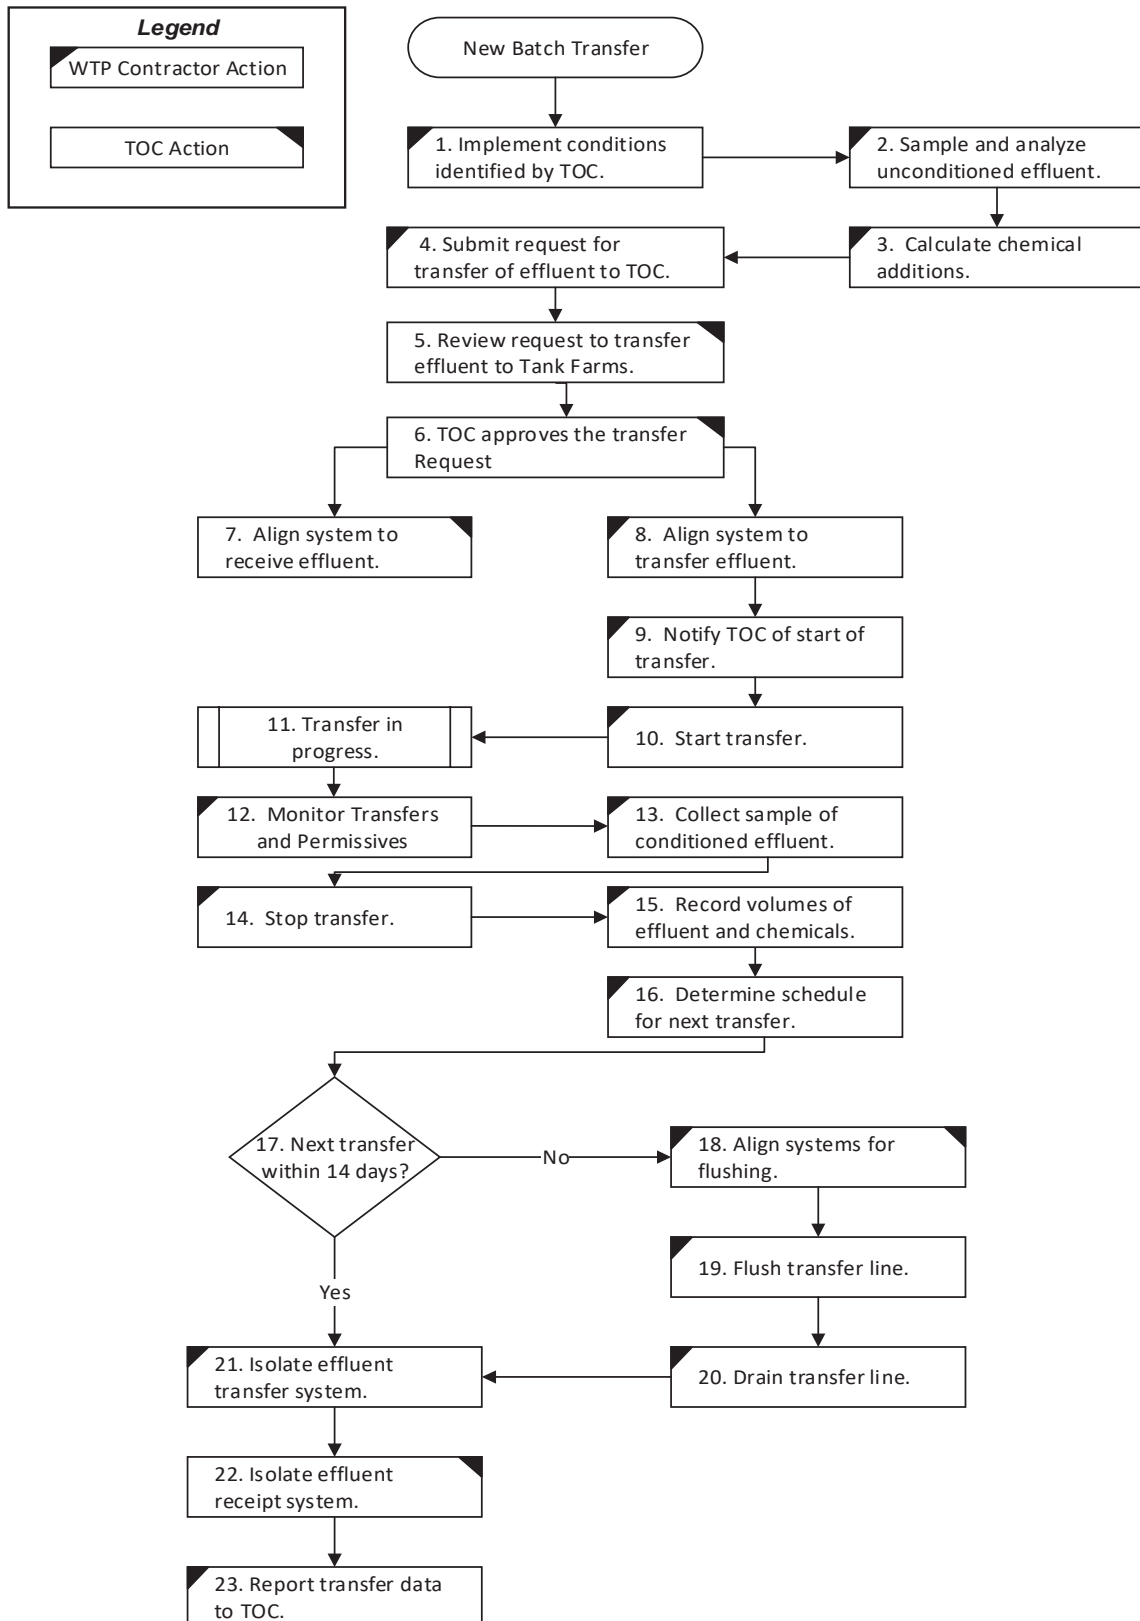 Legend
WTP Contractor Action
TOC Action
New Batch Transfer
1. Implement conditions
identified by TOC.
2. Sample and analyze
unconditioned effluent.
3. Calculate chemical
additions.
4. Submit request for
transfer of effluent to TOC.
5. Review request to transfer
effluent to Tank Farms.
6. TOC approves the transfer
Request
7. Align system to
receive effluent.
8. Align system to
transfer effluent.
9. Notify TOC of start of
transfer.
10. Start transfer.
11. Transfer in
progress.
12. Monitor Transfers
and Permissives
13. Collect sample of
conditioned effluent.
14. Stop transfer.
15. Record volumes of
effluent and chemicals.
16. Determine schedule
for next transfer.
17. Next transfer
within 14 days?
No
18. Align systems for
flushing.
19. Flush transfer line.
Yes
20. Drain transfer line.
21. Isolate effluent
transfer system.
22. Isolate effluent
receipt system.
23. Report transfer data
to TOC.